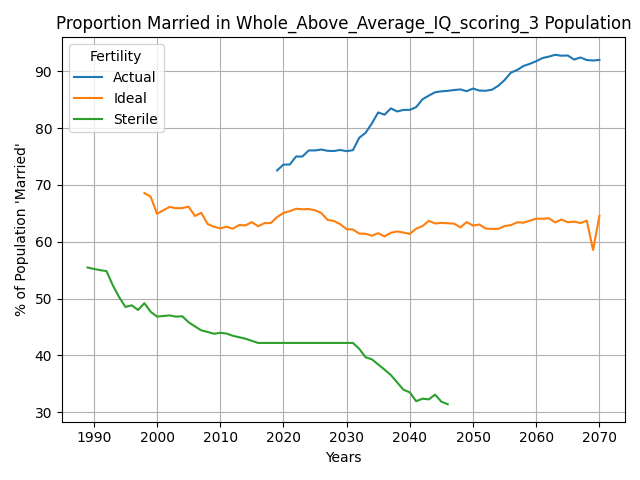 Proportion Married in Whole_Above_Average_IQ_scoring_3 Population
Fertility
Actual
Ideal
Sterile
% of Population 'Married'
90
80
70
60
50
40
30
1990 2000 2010 2020 2030 2040 2050 2060 2070
Years